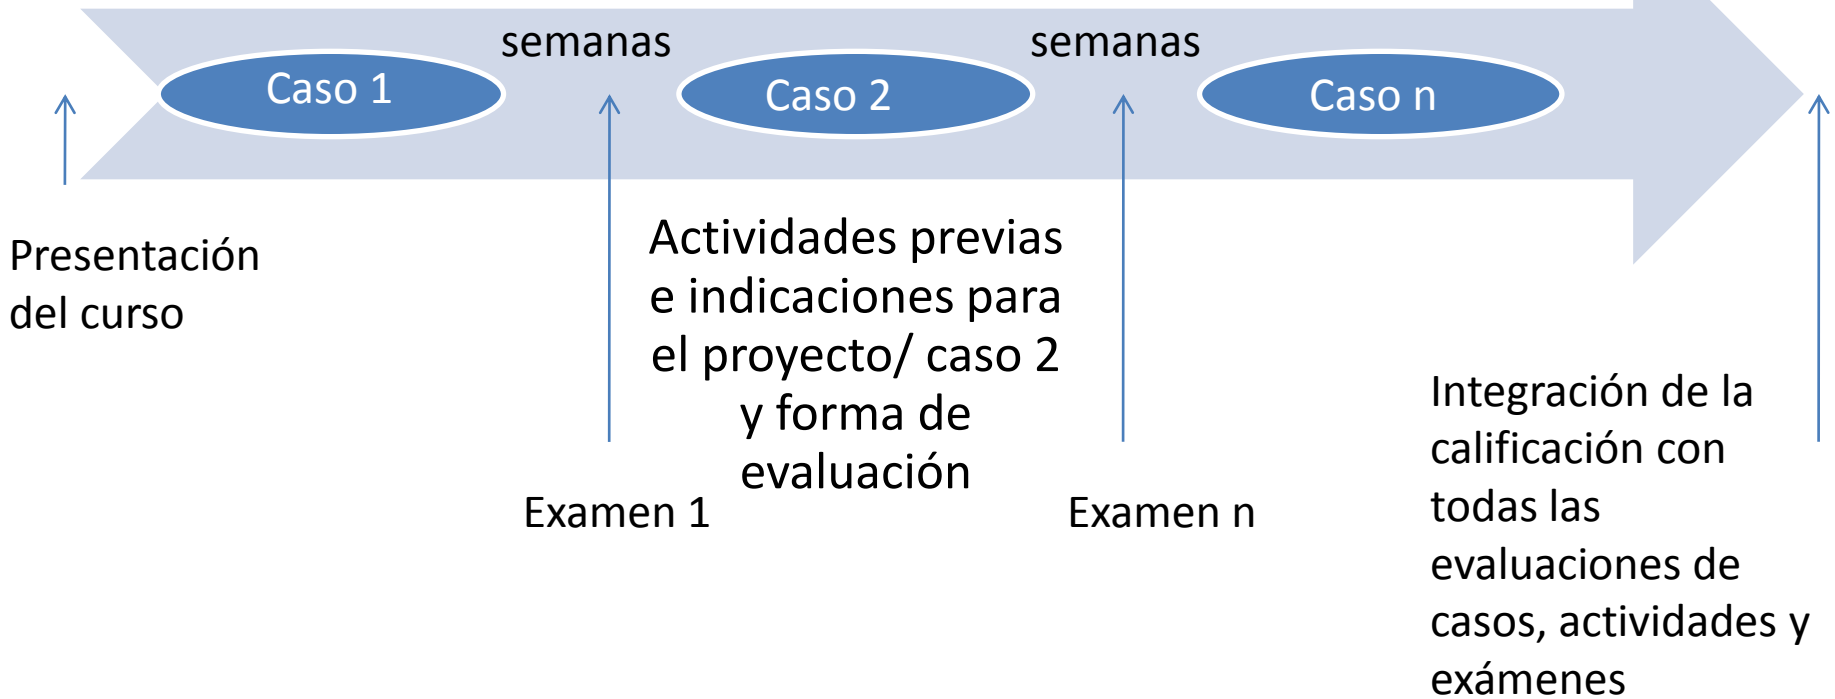 semanas
semanas
Caso 1
Caso 2
Caso n
Presentación
del curso
Actividades previas
e indicaciones para
el proyecto/ caso 2
y forma de
evaluación
Examen 1
Examen n
Integración de la
calificación con
todas las
evaluaciones de
casos, actividades y
exámenes